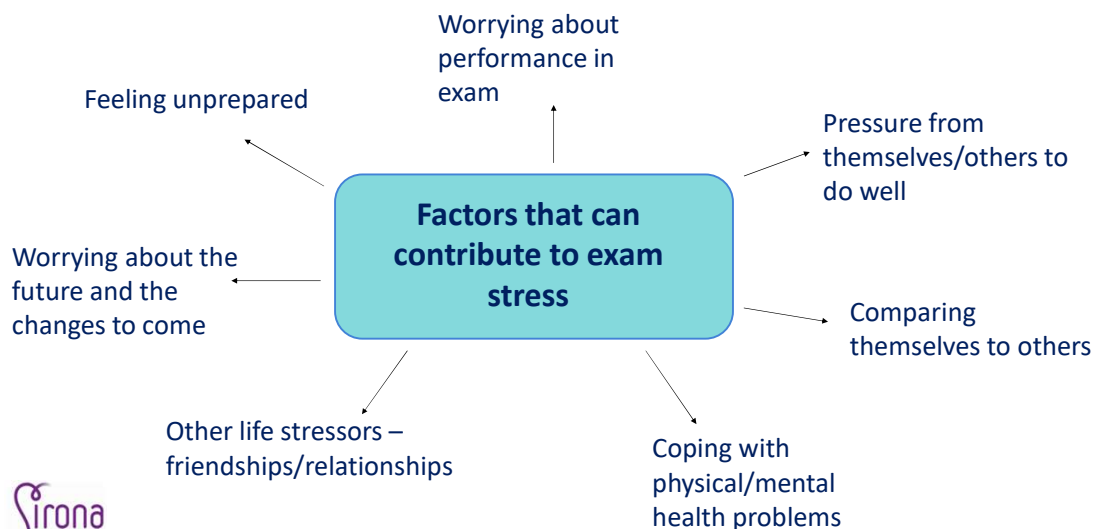 Worrying about
performance in
exam
Feeling unprepared
Pressure from
themselves/others to
do well
Factors that can
contribute to exam
stress
Worrying about the
future and the
changes to come
Comparing
themselves to others
Other life stressors –
friendships/relationships
Coping with
physical/mental
health problems
Sirona